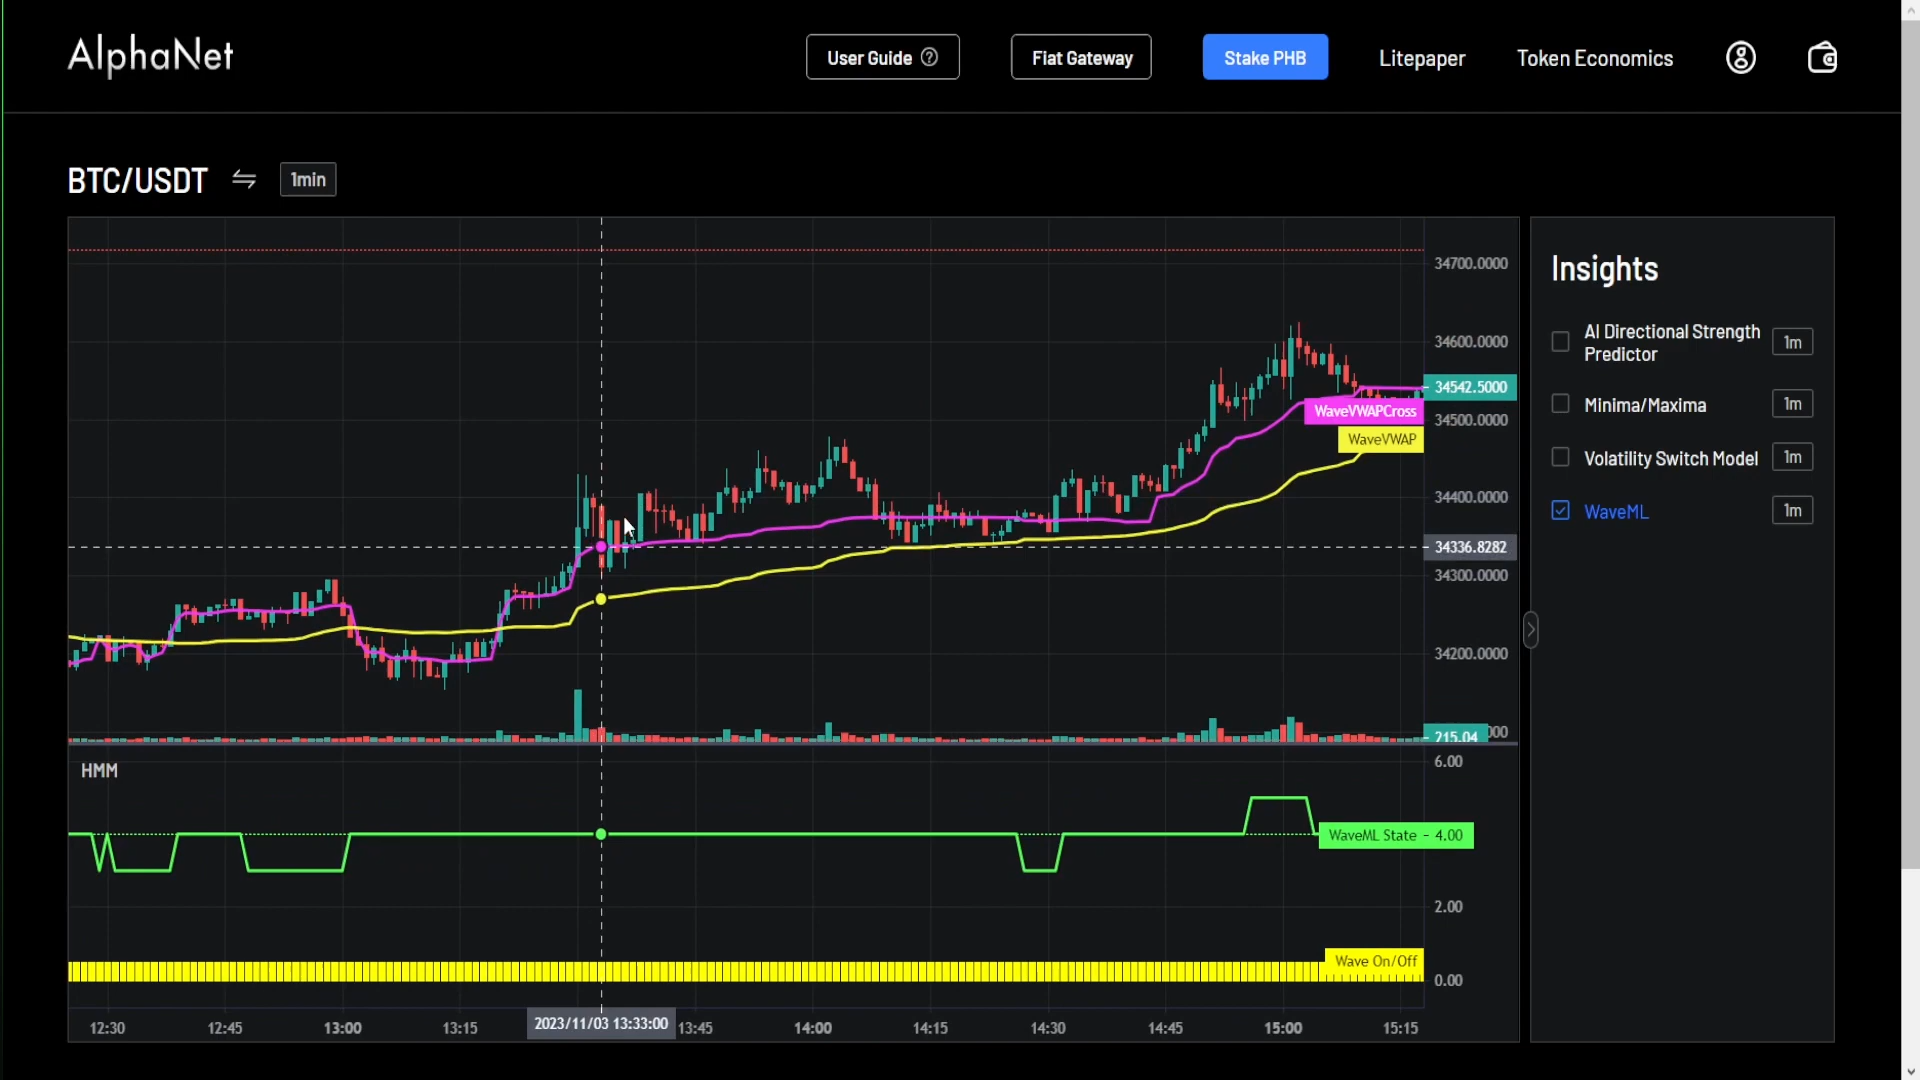 AlphaNet
User Guide
Fiat Gateway
Stake PHB
Litepaper
Token Economics
BTC/USDT
1min
34700.0000
34600.0000
34542.5000
WaveVWAPCross
34500.0000
WaveVWAP
34400.0000
34336.8282
34300.0000
34200.0000
215.04
000
HMM
6.00
WaveML State - 4.00
2.00
Wave On/Off
0.00
12:30
12:45
13:00
13:15
2023/11/03 13:33:00
13:45
14:00
14:15
14:30
14:45
15:00
15:15
Insights
AI Directional Strength
Predictor
1m
Minima/Maxima
1m
Volatility Switch Model
1m
WaveML
1m